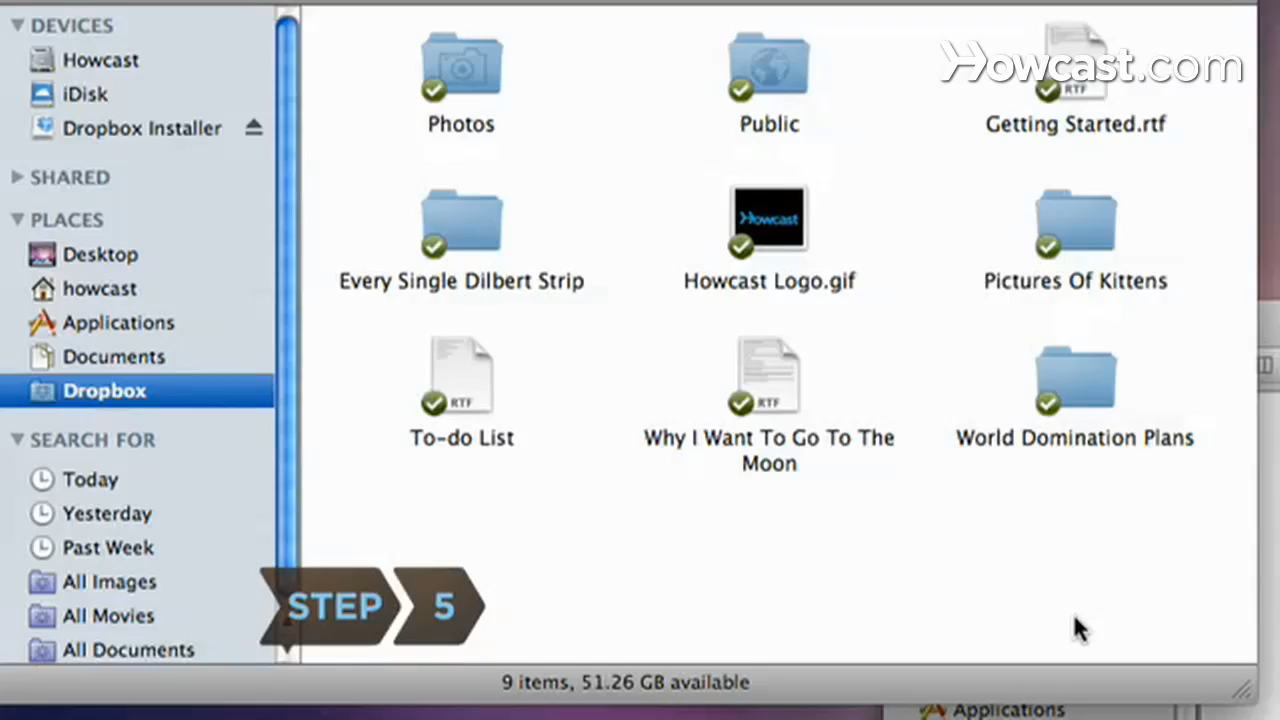 DEVICES
Howcast
iDisk
Dropbox Installer
SHARED
PLACES
Desktop
howcast
Applications
Documents
Dropbox
SEARCH FOR
Today
Yesterday
Past Week
All Images
All Movies
All Documents
Howcast.com
Photos
Public
RTF
Getting Started.rtf
Every Single Dilbert Strip
Howcast
Howcast Logo.gif
Pictures Of Kittens
RTF
To-do List
RTF
Why I Want To Go To The
Moon
World Domination Plans
STEP 5
9 items, 51.26 GB available
Applications